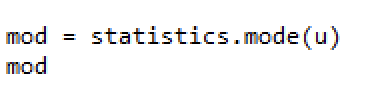 mod = statistics.mode(u)
mod